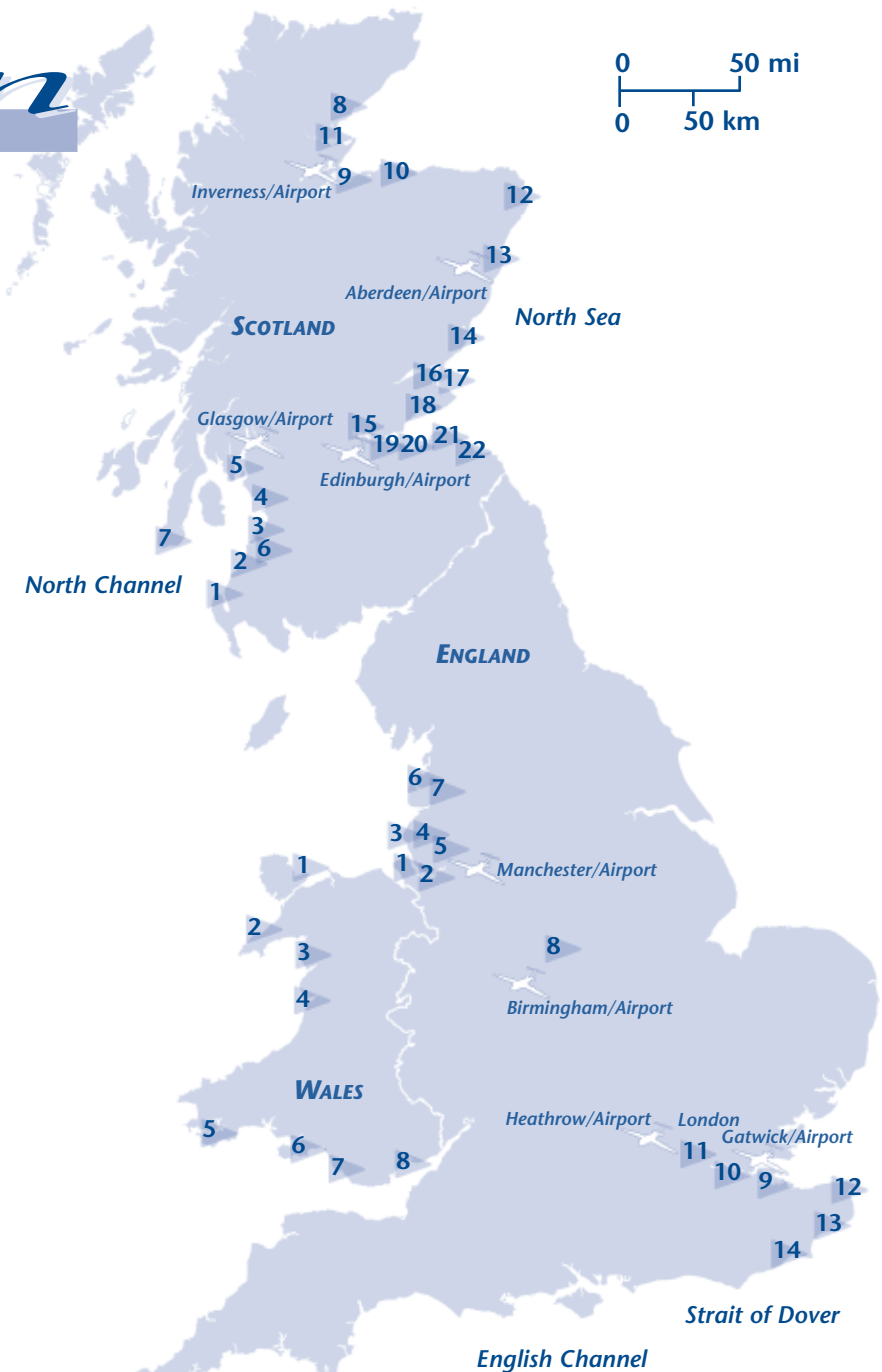 0 50 mi
0 50 km
8
11
9
10
Inverness/Airport
12
13
Aberdeen/Airport
North Sea
SCOTLAND
14
16
17
18
Glasgow/Airport
15
19
20
21
22
5
Edinburgh/Airport
4
3
7
6
2
1
North Channel
ENGLAND
6
7
3
4
5
1
1
2
Manchester/Airport
2
3
8
4
Birmingham/Airport
WALES
5
6
7
8
Heathrow/Airport
London
Gatwick/Airport
11
10
9
12
13
14
Strait of Dover
English Channel